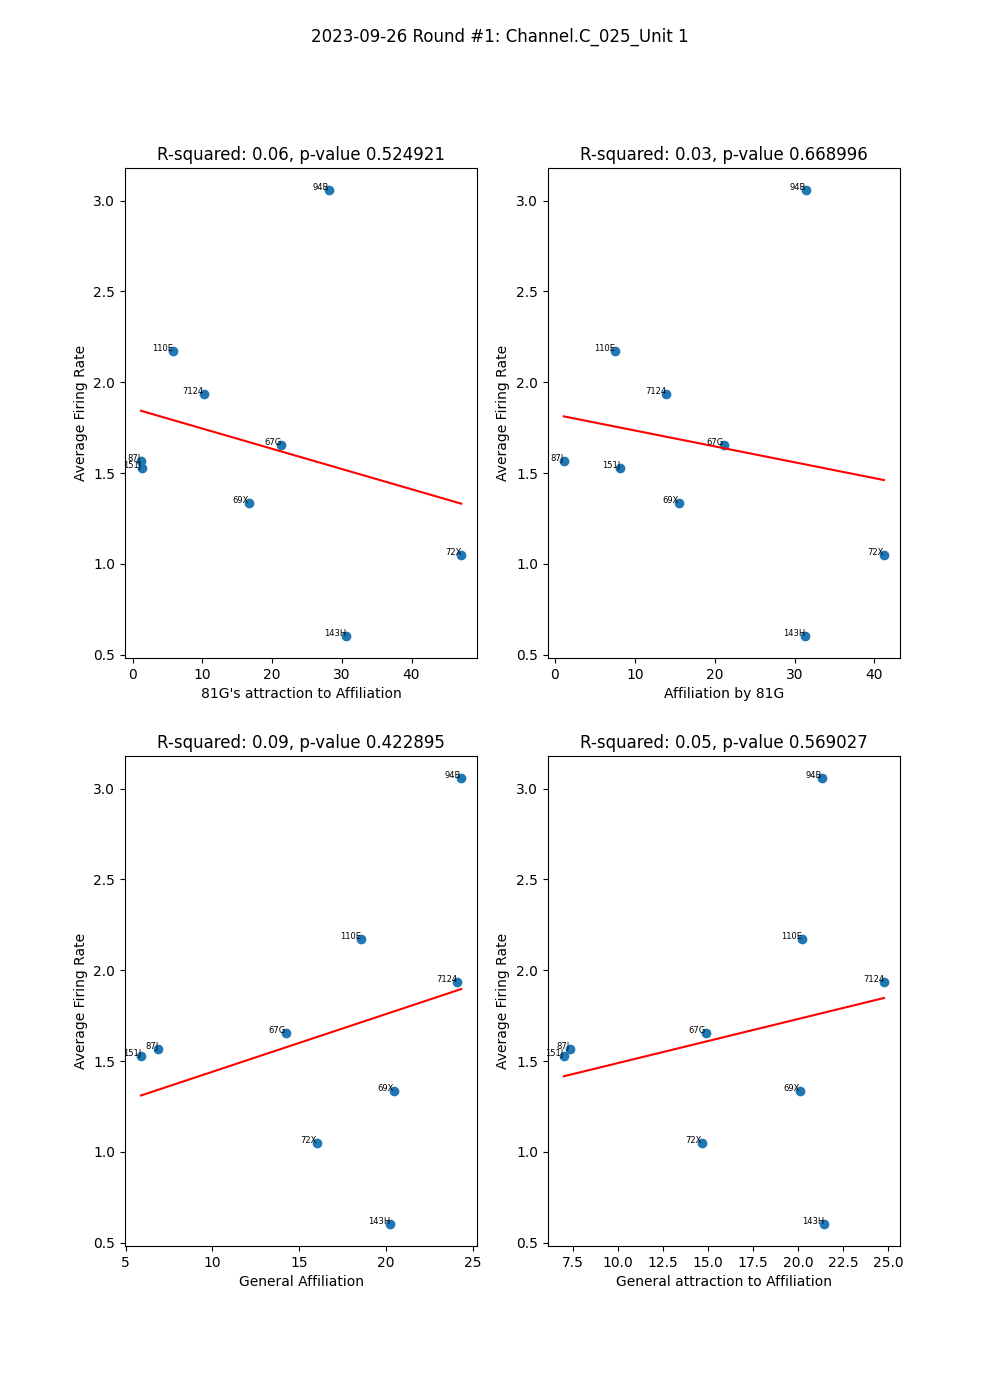 2023-09-26 Round #1: Channel.C_025_Unit 1
R-squared: 0.06, p-value 0.524921
3.0
2.5
2.0
1.5
1.0
0.5
Average Firing Rate
94B
110E
7124
67G
87J
151J
69X
72X
143H
0 10 20 30 40
81G's attraction to Affiliation
R-squared: 0.03, p-value 0.668996
3.0
2.5
2.0
1.5
1.0
0.5
Average Firing Rate
94B
110E
7124
67G
87J
151J
69X
72X
143H
0 10 20 30 40
Affiliation by 81G
R-squared: 0.09, p-value 0.422895
3.0
2.5
2.0
1.5
1.0
0.5
Average Firing Rate
94B
110E
7124
67G
87J
151J
69X
72X
143H
5 10 15 20 25
General Affiliation
R-squared: 0.05, p-value 0.569027
3.0
2.5
2.0
1.5
1.0
0.5
Average Firing Rate
94B
110E
7124
67G
87J
151J
69X
72X
143H
7.5 10.0 12.5 15.0 17.5 20.0 22.5 25.0
General attraction to Affiliation